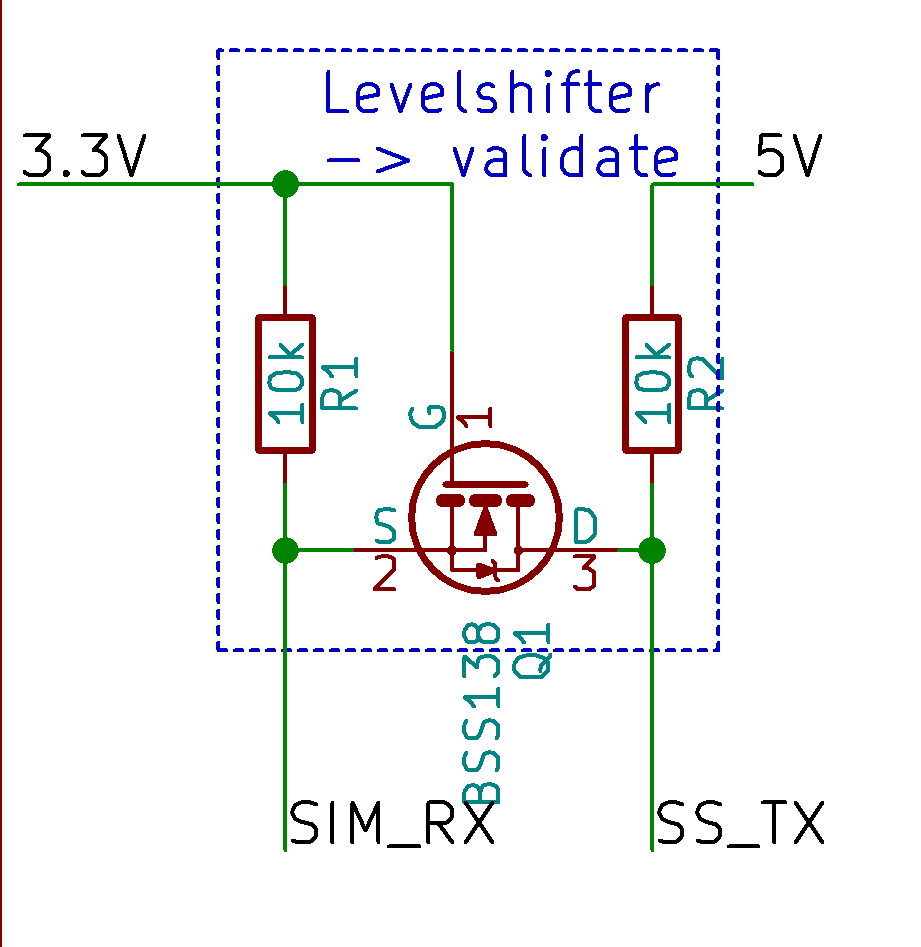 Levelshifter
-> validate
3.3V
5V
10k
R1
G
1
10k
R2
S
D
2
3
BSS138
Q1
SIM_RX
SS_TX